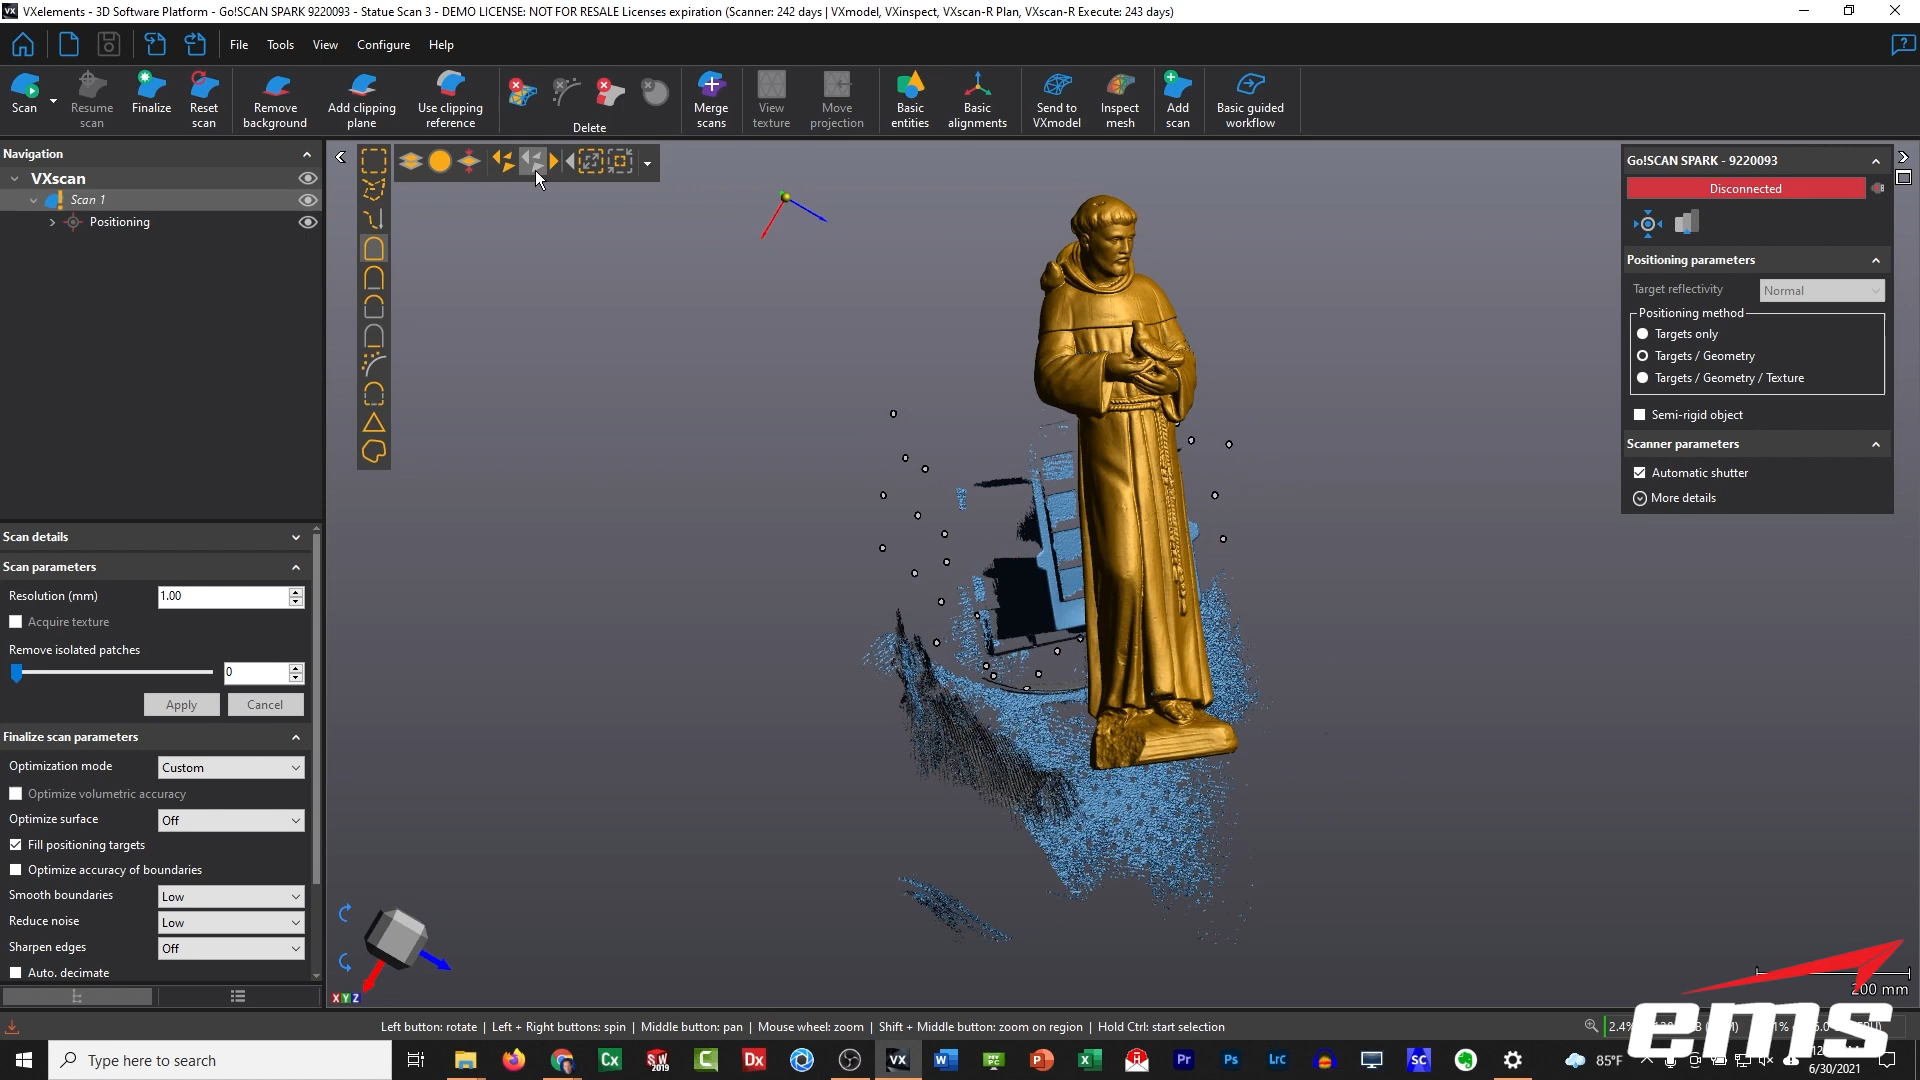 VXelements - 3D Software Platform - Go!SCAN SPARK 9220093 - Statue Scan 3 - DEMO LICENSE: NOT FOR RESALE Licenses expiration (Scanner: 242 days | VXmodel, VXinspect, VXscan-R Plan, VXscan-R Execute: 243 days)
File Tools View Configure Help
Scan
Resume scan
Finalize
Reset scan
Remove background
Add clipping plane
Use clipping reference
Delete
Merge scans
View texture
Move projection
Basic entities
Basic alignments
Send to VXmodel
Inspect mesh
Add scan
Basic guided workflow
Navigation
VXscan
Scan 1
Positioning
Scan details
Scan parameters
Resolution (mm) 1.00
Acquire texture
Remove isolated patches
0
Apply Cancel
Finalize scan parameters
Optimization mode Custom
Optimize volumetric accuracy
Optimize surface Off
Fill positioning targets
Optimize accuracy of boundaries
Smooth boundaries Low
Reduce noise Low
Sharpen edges Off
Auto. decimate
XYZ
Go!SCAN SPARK - 9220093
Disconnected
Positioning parameters
Target reflectivity Normal
Positioning method
Targets only
Targets / Geometry
Targets / Geometry / Texture
Semi-rigid object
Scanner parameters
Automatic shutter
More details
200 mm
ems
Left button: rotate | Left + Right buttons: spin | Middle button: pan | Mouse wheel: zoom | Shift + Middle button: zoom on region | Hold Ctrl: start selection
Type here to search
85°F
6/30/2021